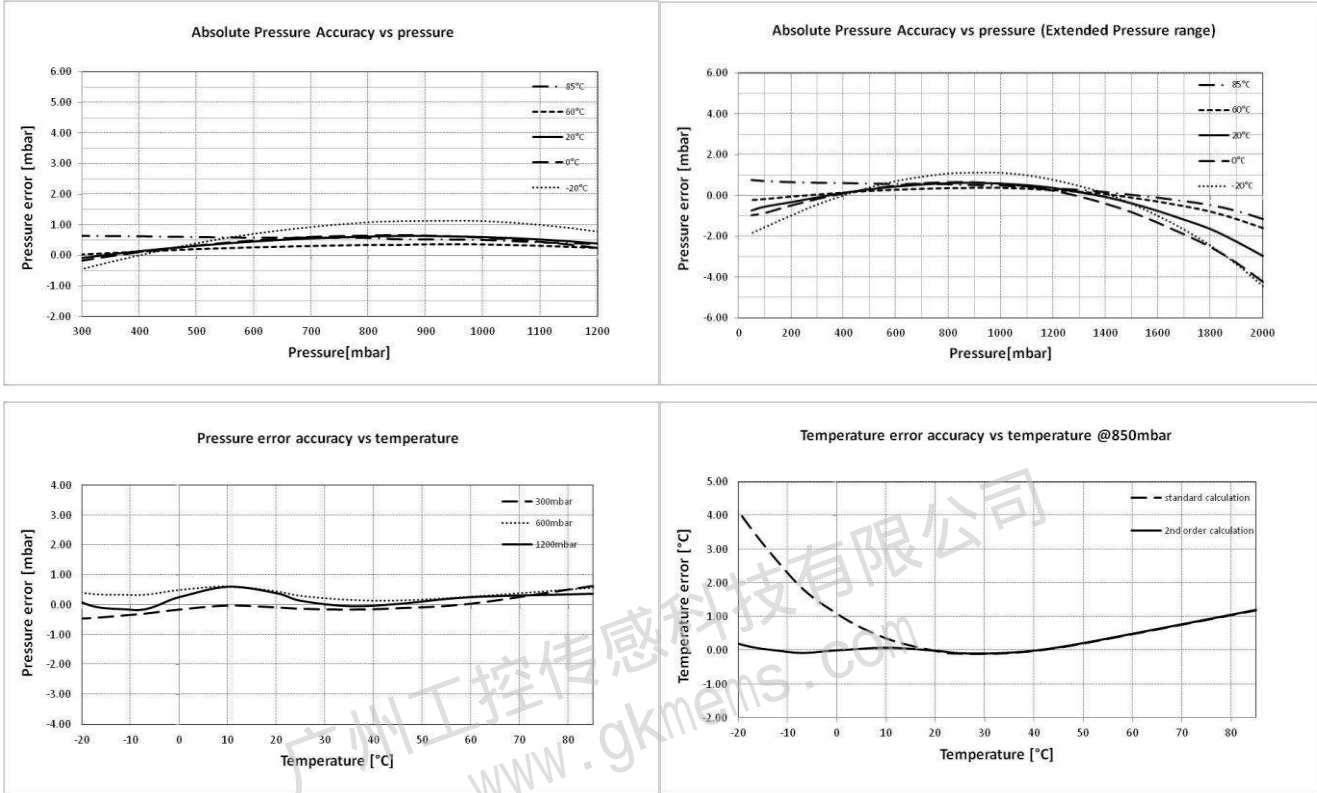 Absolute Pressure Accuracy vs pressure
Pressure error [mbar]
6.00
5.00
4.00
3.00
2.00
1.00
0.00
-1.00
-2.00
85°C
60°C
20°C
0°C
-20°C
300 400 500 600 700 800 900 1000 1100 1200
Pressure[mbar]
Absolute Pressure Accuracy vs pressure (Extended Pressure range)
Pressure error [mbar]
6.00
4.00
2.00
0.00
-2.00
-4.00
-6.00
85°C
60°C
20°C
0°C
-20°C
0 200 400 600 800 1000 1200 1400 1600 1800 2000
Pressure[mbar]
Pressure error accuracy vs temperature
Pressure error [mbar]
4.00
3.00
2.00
1.00
0.00
-1.00
-2.00
-3.00
-4.00
300mbar
600mbar
1200mbar
-20 -10 0 10 20 30 40 50 60 70 80
Temperature [°C]
Temperature error accuracy vs temperature @850mbar
Temperature error [°C]
5.00
4.00
3.00
2.00
1.00
0.00
-1.00
-2.00
standard calculation
2nd order calculation
-20 -10 0 10 20 30 40 50 60 70 80
Temperature [°C]
广州工控传感科技有限公司
www.gkmems.com